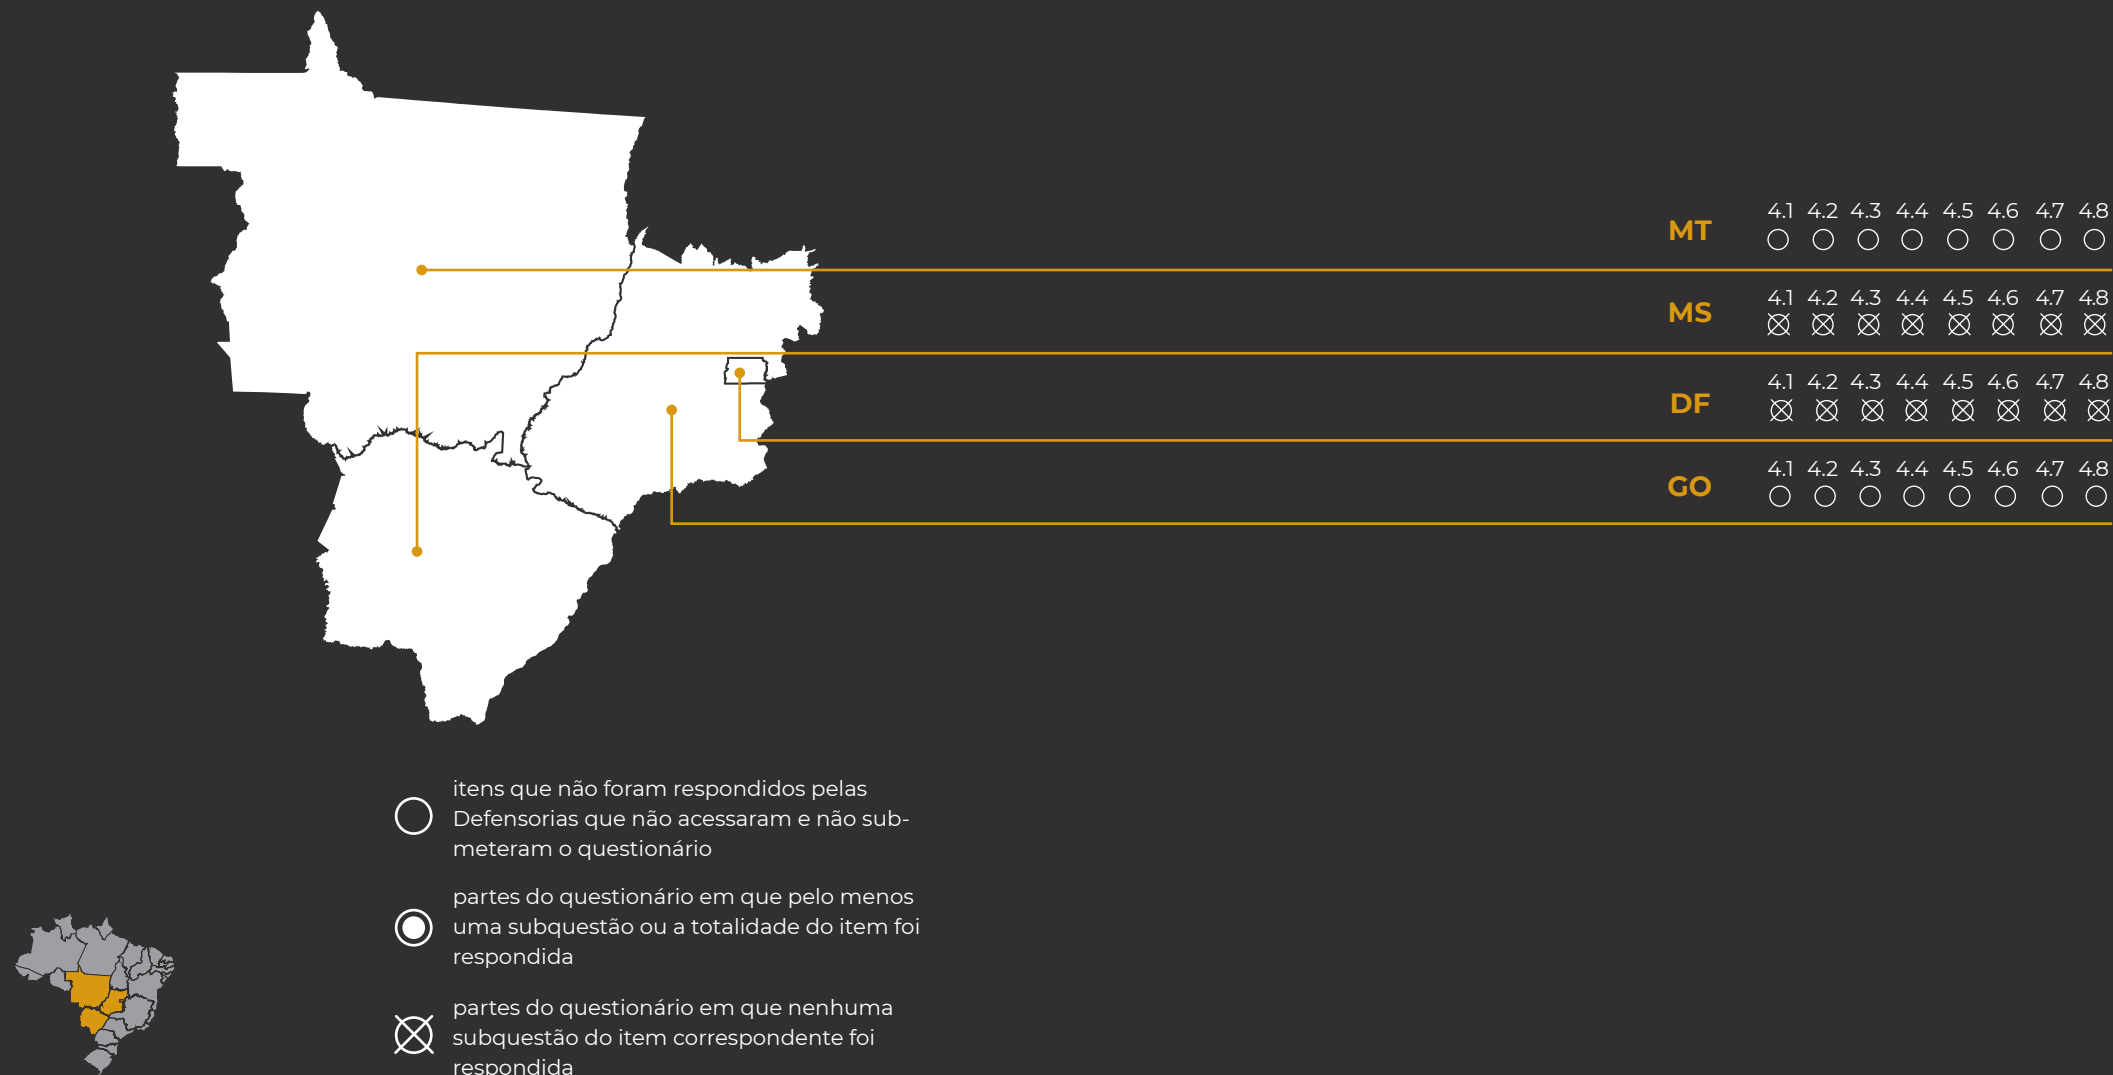 4.1 4.2 4.3 4.4 4.5 4.6 4.7 4.8
MT
4.1 4.2 4.3 4.4 4.5 4.6 4.7 4.8
MS
4.1 4.2 4.3 4.4 4.5 4.6 4.7 4.8
DF
4.1 4.2 4.3 4.4 4.5 4.6 4.7 4.8
GO
itens que não foram respondidos pelas
Defensorias que não acessaram e não sub-
meteram o questionário
partes do questionário em que pelo menos
uma subquestão ou a totalidade do item foi
respondida
partes do questionário em que nenhuma
subquestão do item correspondente foi
respondida